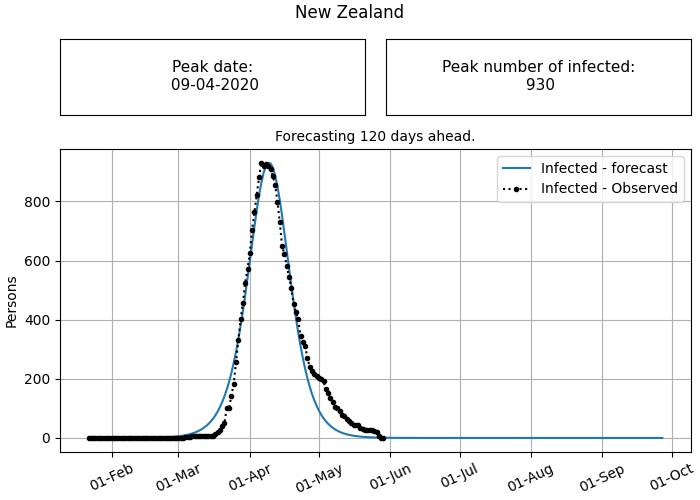 New Zealand
Peak date:
09-04-2020
Peak number of infected:
930
Forecasting 120 days ahead.
Infected - forecast
Infected - Observed
Persons
800
600
400
200
0
01-Feb
01-Mar
01-Apr
01-May
01-Jun
01-Jul
01-Aug
01-Sep
01-Oct